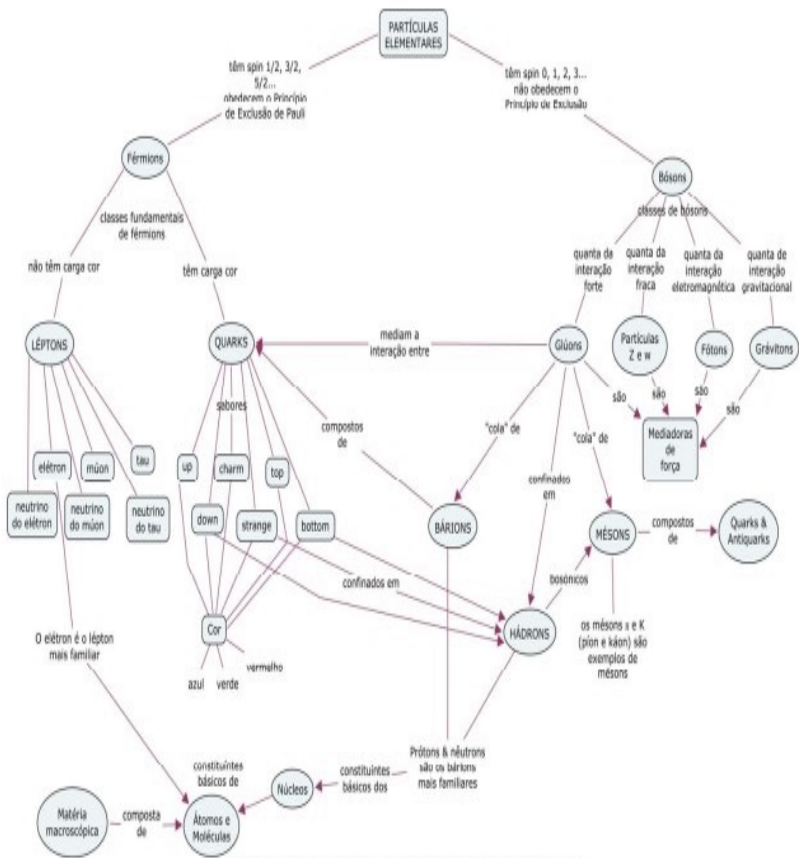 PARTÍCULAS
ELEMENTARES
têm spin 1/2, 3/2,
5/2...
obedecem o Princípio
de Exclusão de Pauli
têm spin 0, 1, 2, 3...
não obedecem o
Princípio de Exclusão
Férmions
Bósons
classes fundamentais
de férmions
classes de bósons
não têm carga cor
têm carga cor
quanta da
interação
forte
quanta da
interação
fraca
quanta da
interação
eletromagnética
quanta de
interação
gravitacional
LÉPTONS
QUARKS
mediam a
interação entre
Glúons
Partículas
Z e w
Fótons
Grávitons
são
são
são
são
sabores
compostos
de
"cola" de
"cola" de
Mediadoras
de
força
elétron
múon
tau
up
charm
top
neutrino
do elétron
neutrino
do múon
neutrino
do tau
down
strange
bottom
confinados
em
BÁRIONS
MÉSONS
compostos
de
Quarks &
Antiquarks
confinados em
bosônicos
Cor
HÁDRONS
os mésons π e K
(píon e káon) são
exemplos de
mésons
O elétron é o lépton
mais familiar
azul
verde
vermelho
Prótons & nêutrons
são os bárions
mais familiares
constituíntes
básicos de
Núcleos
constituíntes
básicos dos
Matéria
macroscópica
composta
de
Átomos e
Moléculas